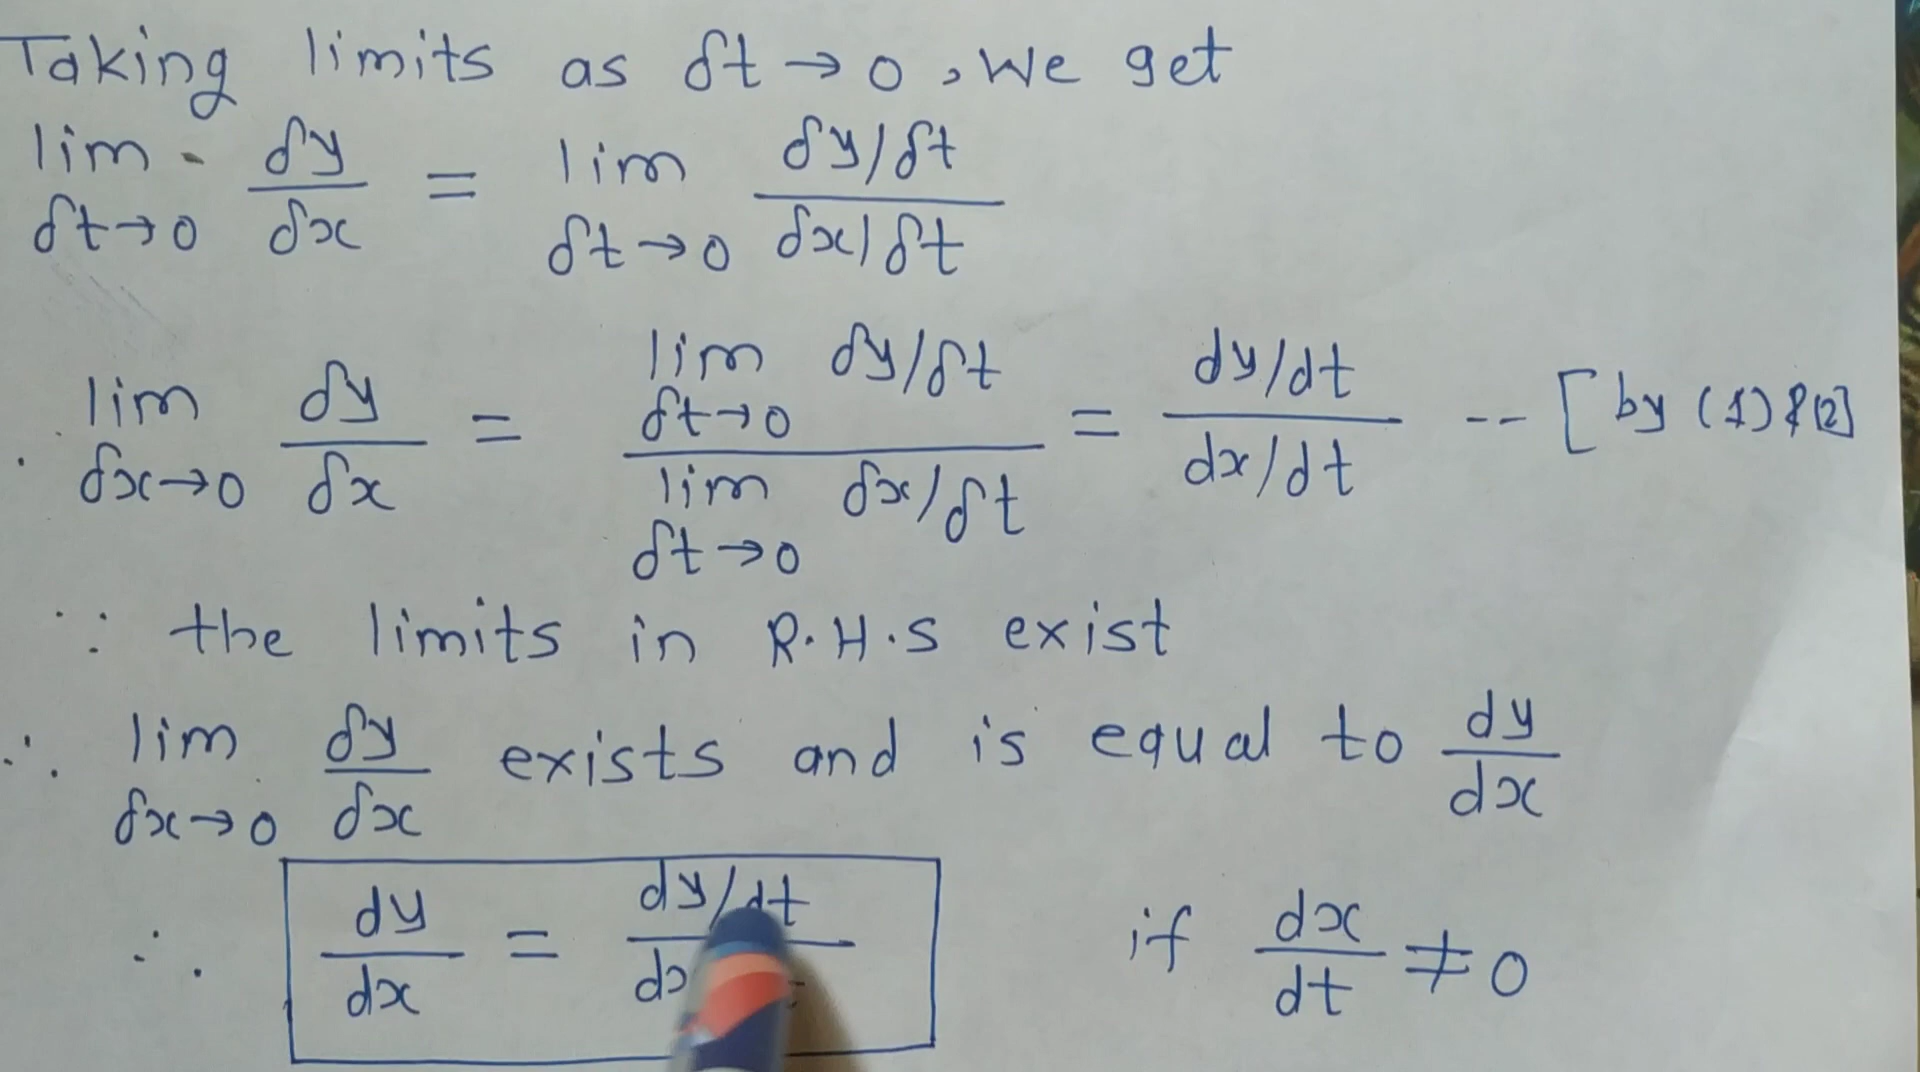 Taking limits as δt → 0, we get
lim δt→0 δy/δx = lim δt→0 (δy/δt)/(δx/δt)
∴ lim δx→0 δy/δx = (lim δt→0 δy/δt)/(lim δt→0 δx/δt) = (dy/dt)/(dx/dt) -- [by (1) & (2)]
∵ the limits in R.H.S exist
∴ lim δx→0 δy/δx exists and is equal to dy/dx
∴ dy/dx = dy/dt / dx if dx/dt ≠ 0